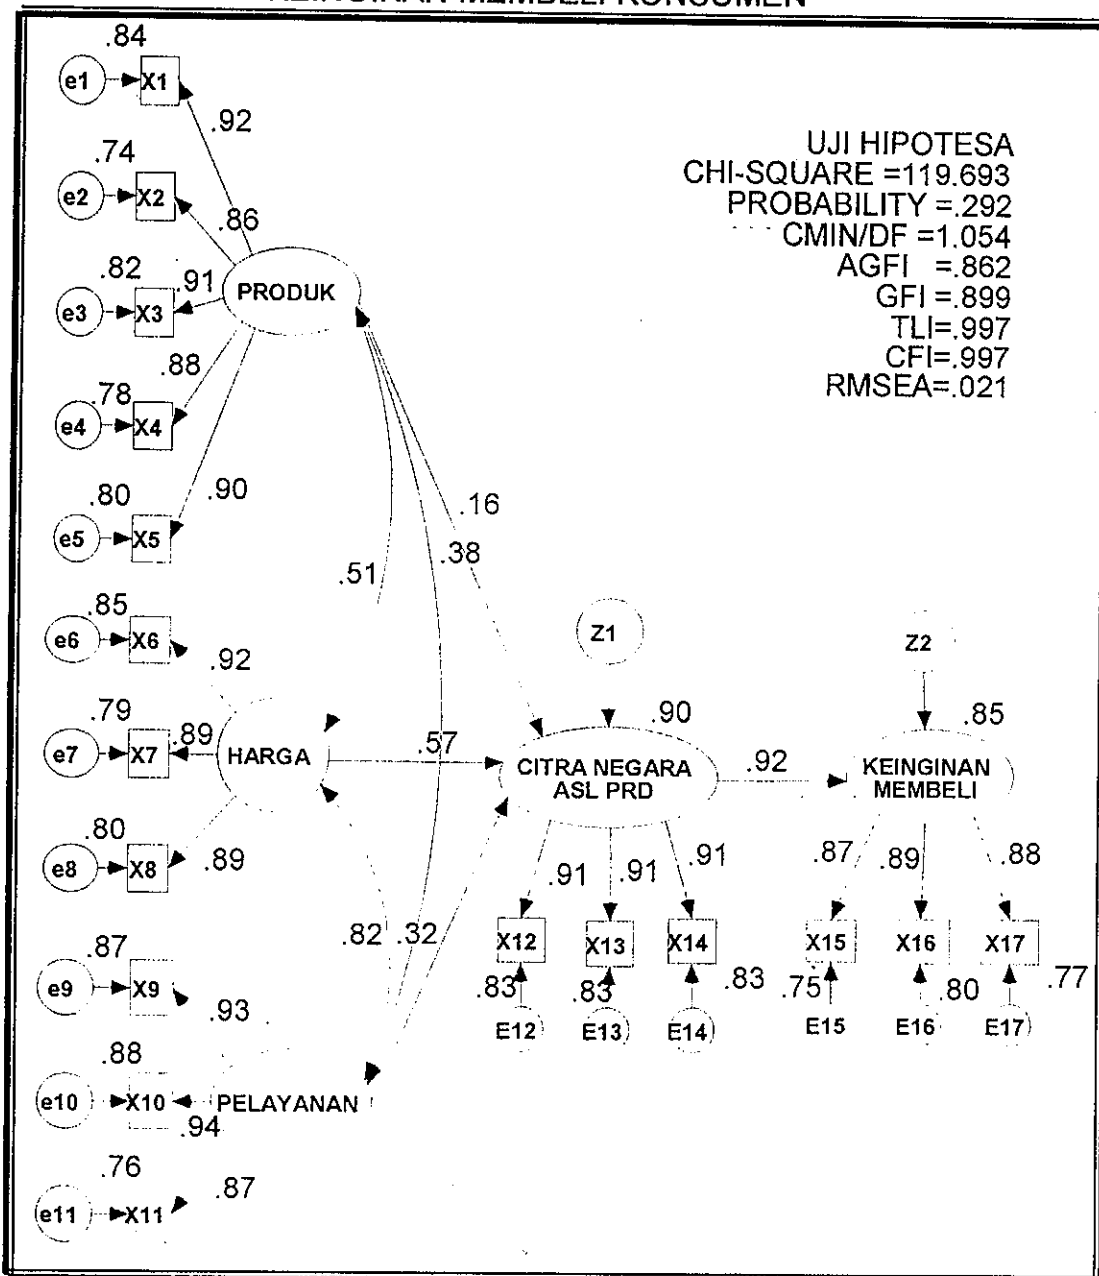 UJI HIPOTESA
CHI-SQUARE =119.693
PROBABILITY =.292
CMIN/DF =1.054
AGFI =.862
GFI =.899
TLI=.997
CFI=.997
RMSEA=.021
.84
e1 X1
.92
.74
e2 X2
.86
.82
.91
e3 X3
PRODUK
.88
.78
e4 X4
.90
.80
e5 X5
.16
.38
.51
.85
e6 X6
.92
Z1
Z2
.79
e7 X7
.89
HARGA
.57
.90
CITRA NEGARA
ASL PRD
.92
.85
KEINGINAN
MEMBELI
.80
e8 X8
.89
.91 .91 .91
.87 .89 .88
.82 .32
X12 X13 X14 X15 X16 X17
.83 .83 .83 .75 .80 .77
E12 E13 E14 E15 E16 E17
.87
e9 X9
.93
.88
e10 X10
.94
PELAYANAN
.76
e11 X11
.87